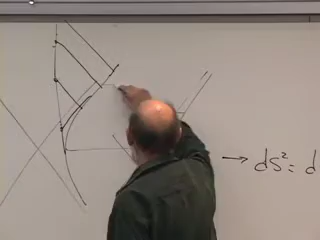 → dS² = d